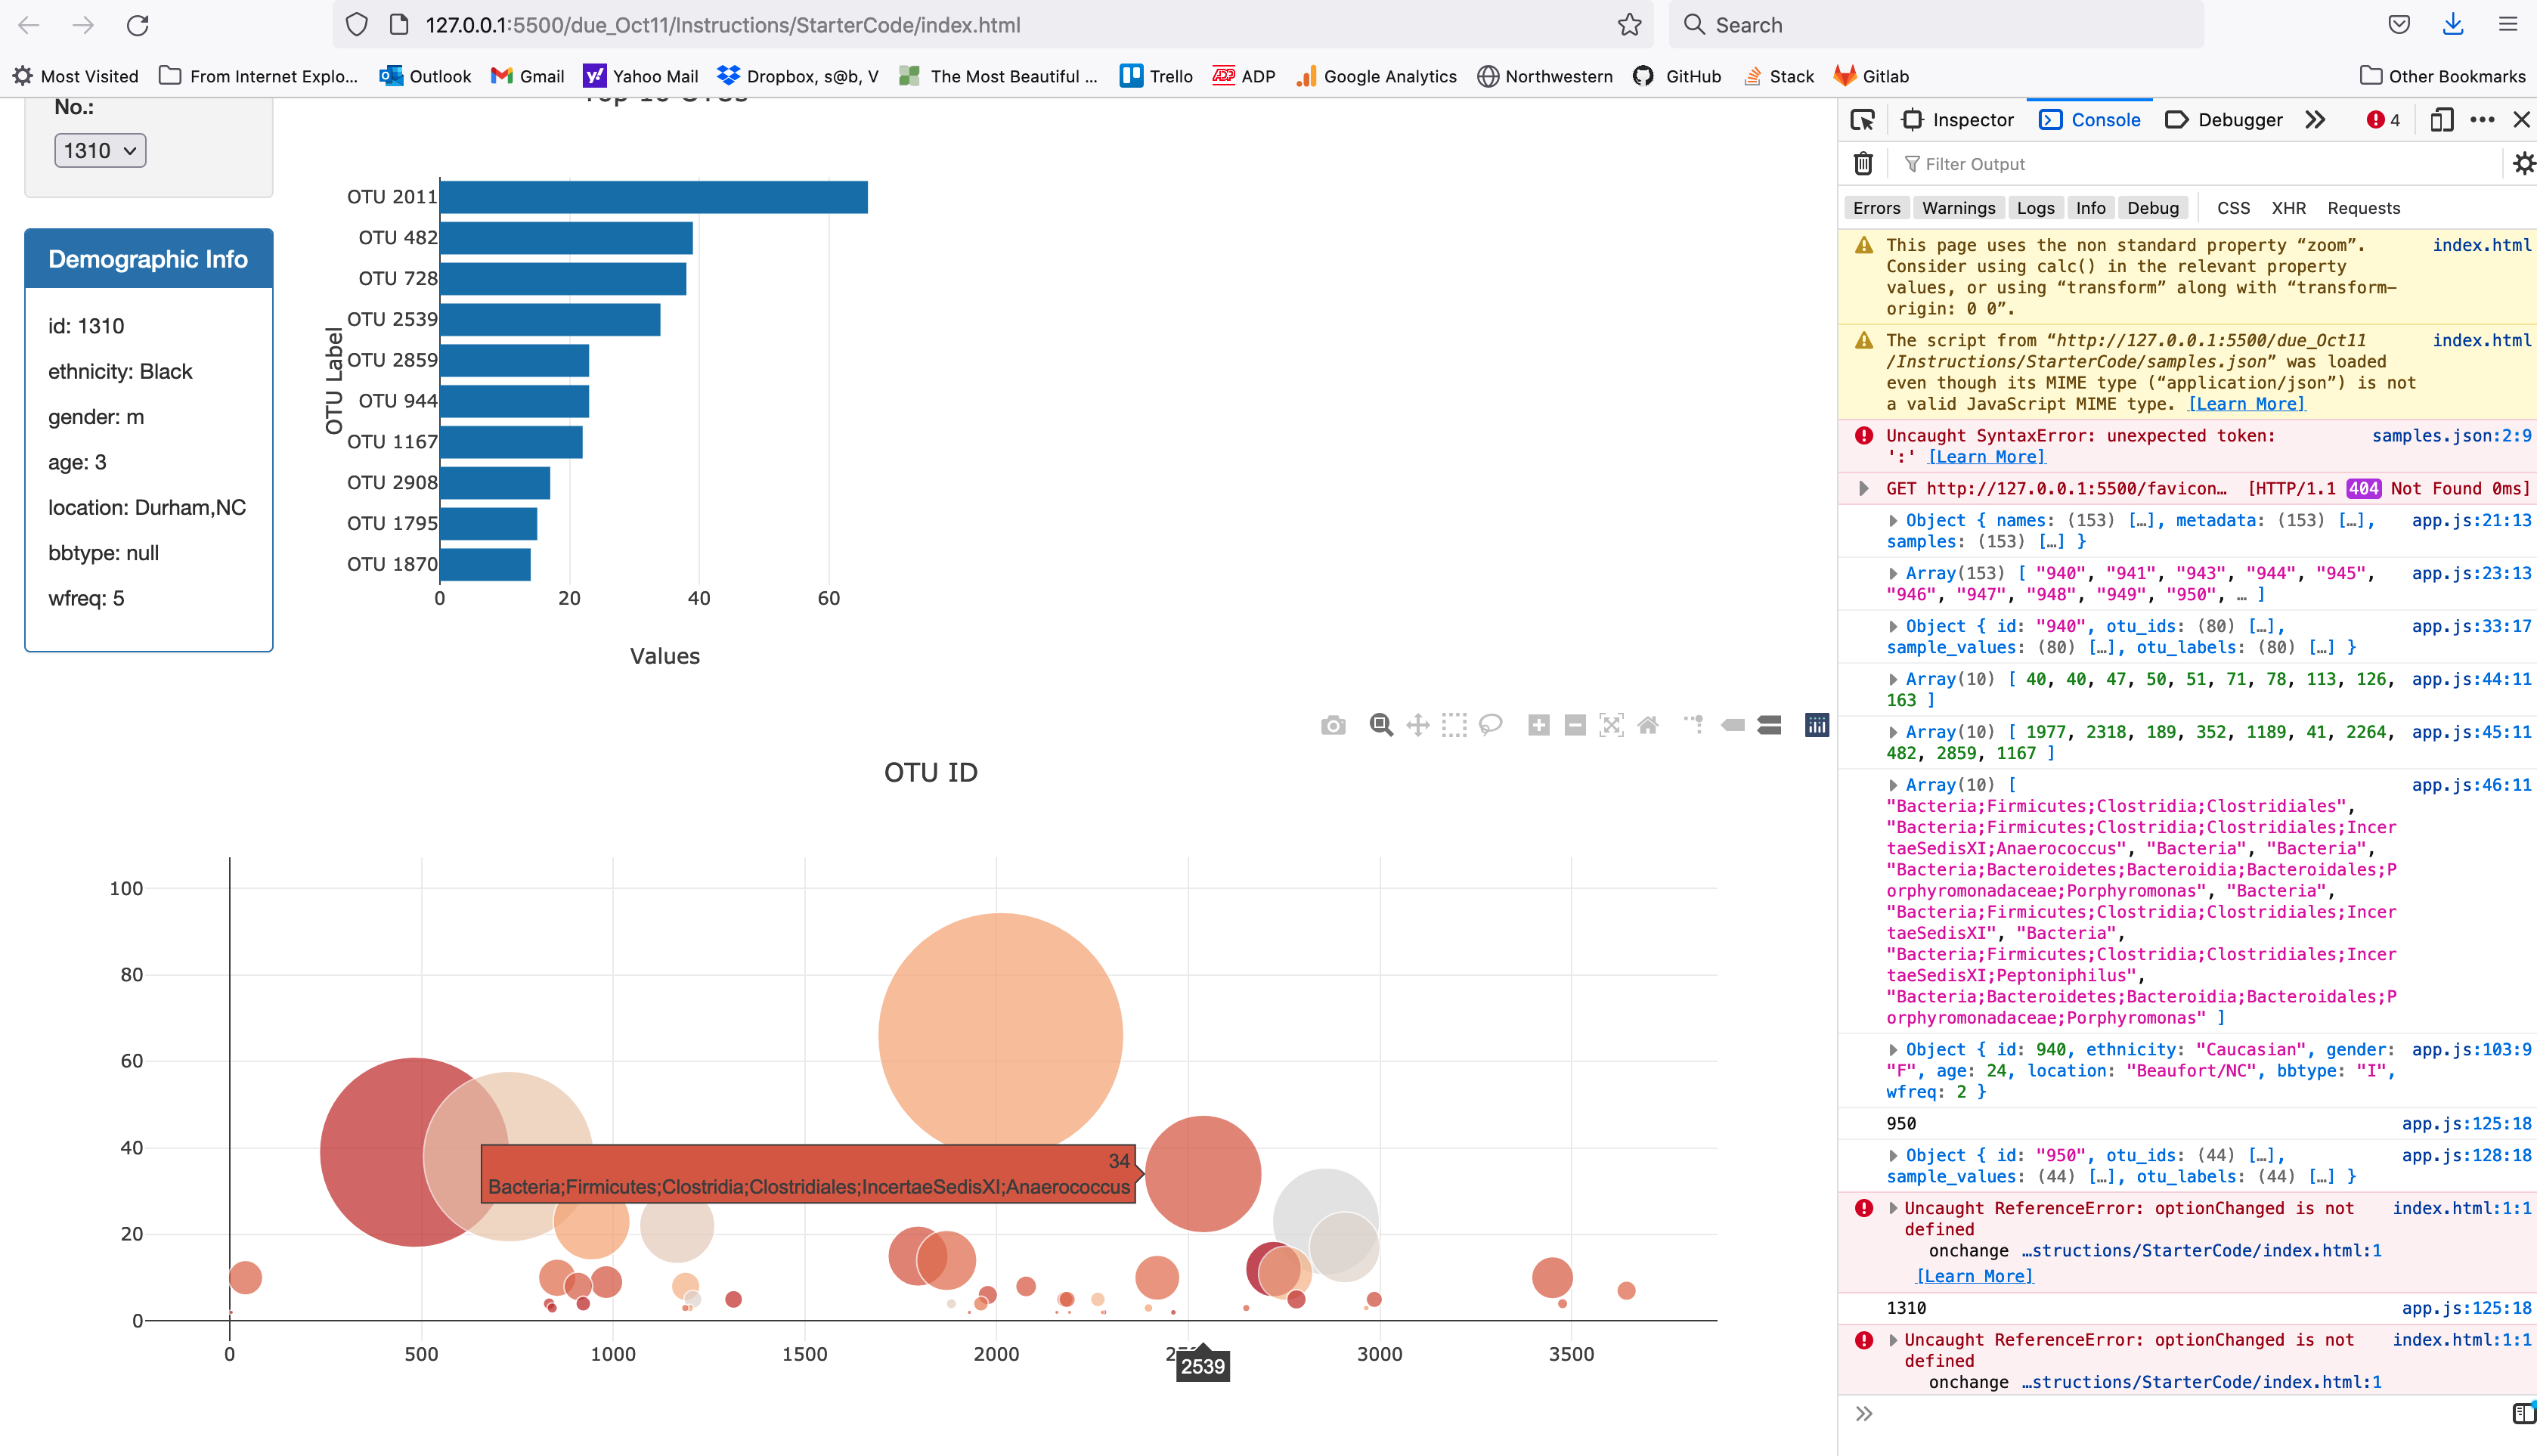 127.0.0.1:5500/due_Oct11/Instructions/StarterCode/index.html
Search
Most Visited
From Internet Explo...
Outlook
Gmail
Yahoo Mail
Dropbox, s@b, V
The Most Beautiful ...
Trello
ADP
Google Analytics
Northwestern
GitHub
Stack
Gitlab
Other Bookmarks
No.:
1310
Demographic Info
id: 1310
ethnicity: Black
gender: m
age: 3
location: Durham,NC
bbtype: null
wfreq: 5
Top 10 OTUs
OTU Label
OTU 2011
OTU 482
OTU 728
OTU 2539
OTU 2859
OTU 944
OTU 1167
OTU 2908
OTU 1795
OTU 1870
0 20 40 60
Values
OTU ID
100
80
60
40
20
0
34
Bacteria;Firmicutes;Clostridia;Clostridiales;IncertaeSedisXI;Anaerococcus
0 500 1000 1500 2000 3000 3500
2539
Inspector Console Debugger 4
Filter Output
Errors Warnings Logs Info Debug CSS XHR Requests
This page uses the non standard property “zoom”. index.html
Consider using calc() in the relevant property
values, or using “transform” along with “transform-
origin: 0 0”.
The script from “http://127.0.0.1:5500/due_Oct11 index.html
/Instructions/StarterCode/samples.json” was loaded
even though its MIME type (“application/json”) is not
a valid JavaScript MIME type. [Learn More]
Uncaught SyntaxError: unexpected token: samples.json:2:9
':' [Learn More]
GET http://127.0.0.1:5500/favicon… [HTTP/1.1 404 Not Found 0ms]
Object { names: (153) […], metadata: (153) […], app.js:21:13
samples: (153) […] }
Array(153) [ "940", "941", "943", "944", "945", app.js:23:13
"946", "947", "948", "949", "950", … ]
Object { id: "940", otu_ids: (80) […], app.js:33:17
sample_values: (80) […], otu_labels: (80) […] }
Array(10) [ 40, 40, 47, 50, 51, 71, 78, 113, 126, app.js:44:11
163 ]
Array(10) [ 1977, 2318, 189, 352, 1189, 41, 2264, app.js:45:11
482, 2859, 1167 ]
Array(10) [ app.js:46:11
"Bacteria;Firmicutes;Clostridia;Clostridiales",
"Bacteria;Firmicutes;Clostridia;Clostridiales;Incer
taeSedisXI;Anaerococcus", "Bacteria", "Bacteria",
"Bacteria;Bacteroidetes;Bacteroidia;Bacteroidales;P
orphyromonadaceae;Porphyromonas", "Bacteria",
"Bacteria;Firmicutes;Clostridia;Clostridiales;Incer
taeSedisXI", "Bacteria",
"Bacteria;Firmicutes;Clostridia;Clostridiales;Incer
taeSedisXI;Peptoniphilus",
"Bacteria;Bacteroidetes;Bacteroidia;Bacteroidales;P
orphyromonadaceae;Porphyromonas" ]
Object { id: 940, ethnicity: "Caucasian", gender: app.js:103:9
"F", age: 24, location: "Beaufort/NC", bbtype: "I",
wfreq: 2 }
950 app.js:125:18
Object { id: "950", otu_ids: (44) […], app.js:128:18
sample_values: (44) […], otu_labels: (44) […] }
Uncaught ReferenceError: optionChanged is not index.html:1:1
defined
onchange …structions/StarterCode/index.html:1
[Learn More]
1310 app.js:125:18
Uncaught ReferenceError: optionChanged is not index.html:1:1
defined
onchange …structions/StarterCode/index.html:1